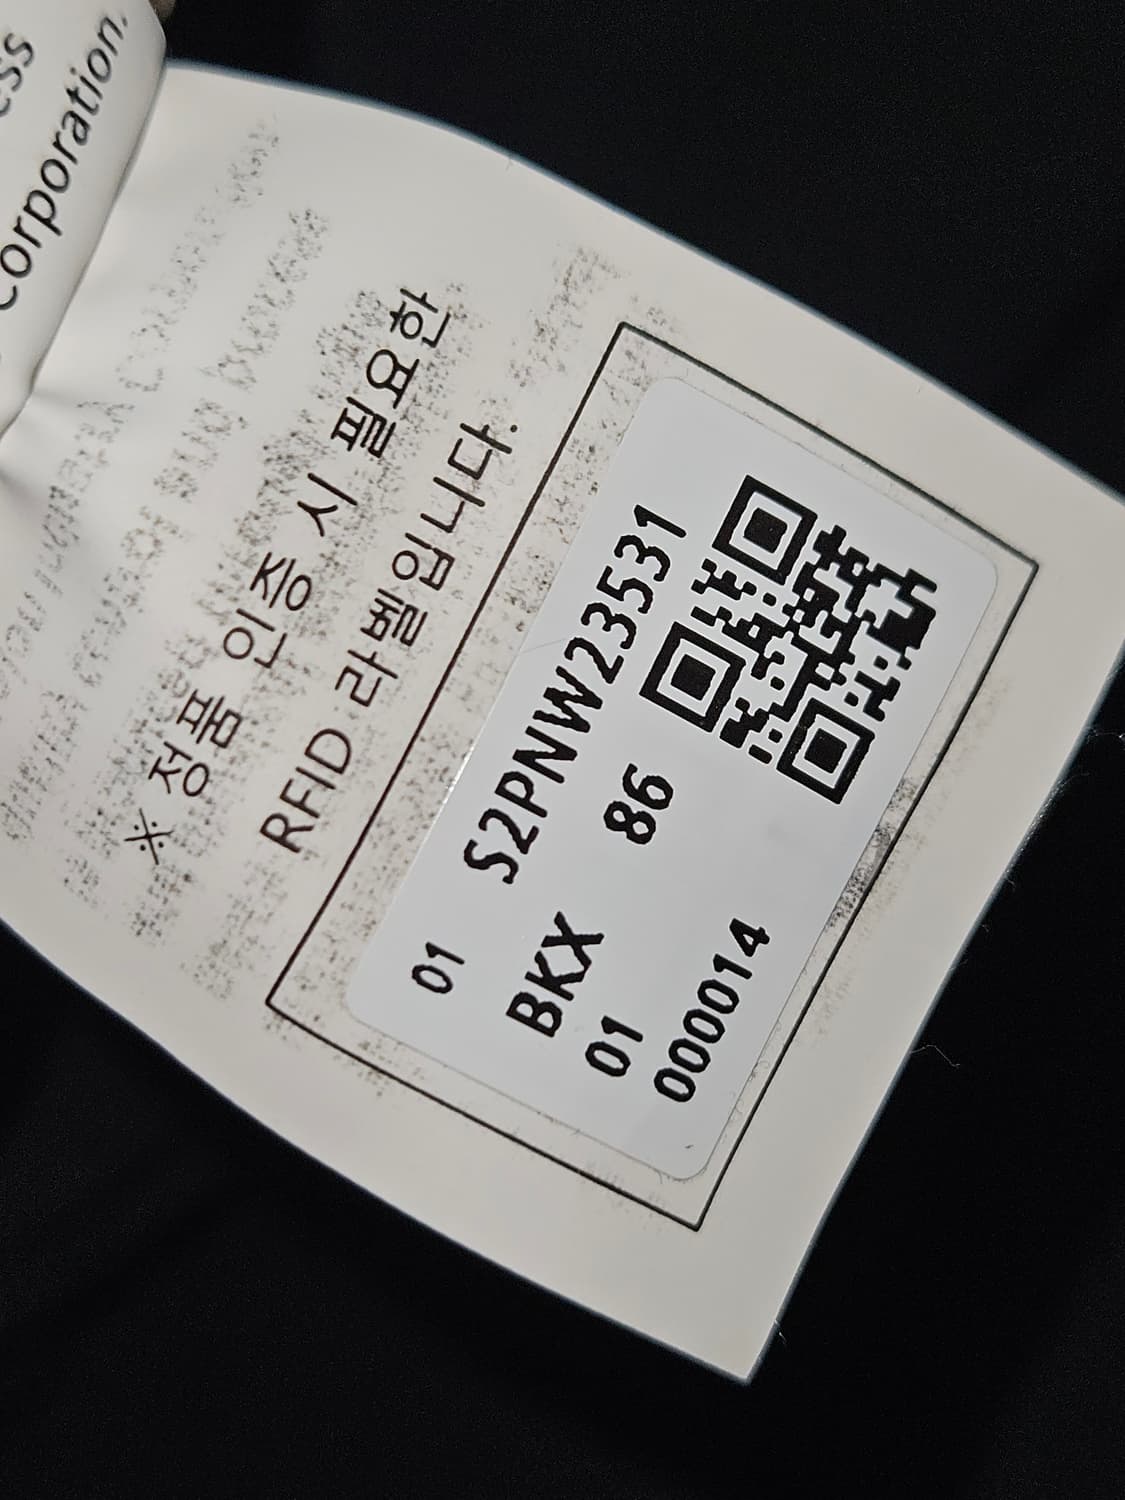 ess
Corporation.
※ 정품 인증 시 필요한
RFID 라벨입니다.
01 S2PNW23531
BKX 86
01
000014